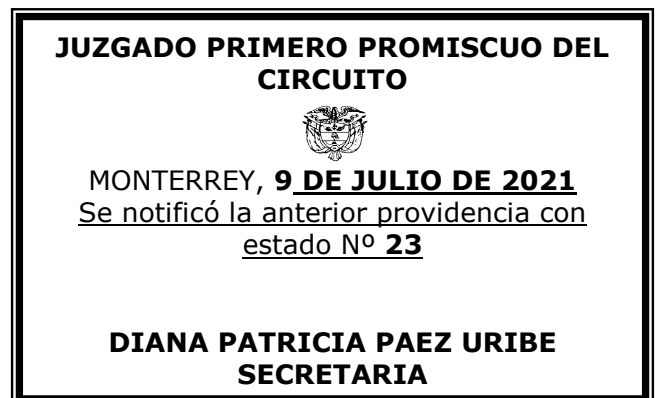 JUZGADO PRIMERO PROMISCUO DEL
CIRCUITO
MONTERREY, 9 DE JULIO DE 2021
Se notificó la anterior providencia con
estado Nº 23
DIANA PATRICIA PAEZ URIBE
SECRETARIA